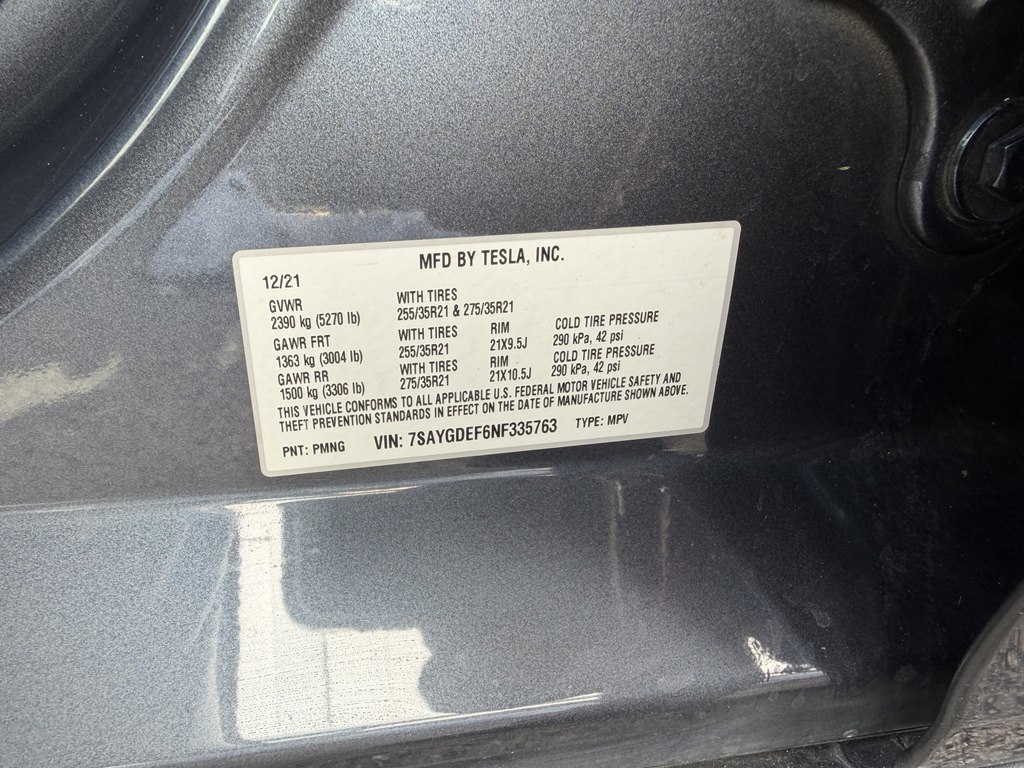 MFD BY TESLA, INC.
12/21
GVWR WITH TIRES
2390 kg (5270 lb) 255/35R21 & 275/35R21
GAWR FRT WITH TIRES RIM COLD TIRE PRESSURE
1363 kg (3004 lb) 255/35R21 21X9.5J 290 kPa, 42 psi
GAWR RR WITH TIRES RIM COLD TIRE PRESSURE
1500 kg (3306 lb) 275/35R21 21X10.5J 290 kPa, 42 psi
THIS VEHICLE CONFORMS TO ALL APPLICABLE U.S. FEDERAL MOTOR VEHICLE SAFETY AND
THEFT PREVENTION STANDARDS IN EFFECT ON THE DATE OF MANUFACTURE SHOWN ABOVE.
PNT: PMNG VIN: 7SAYGDEF6NF335763 TYPE: MPV